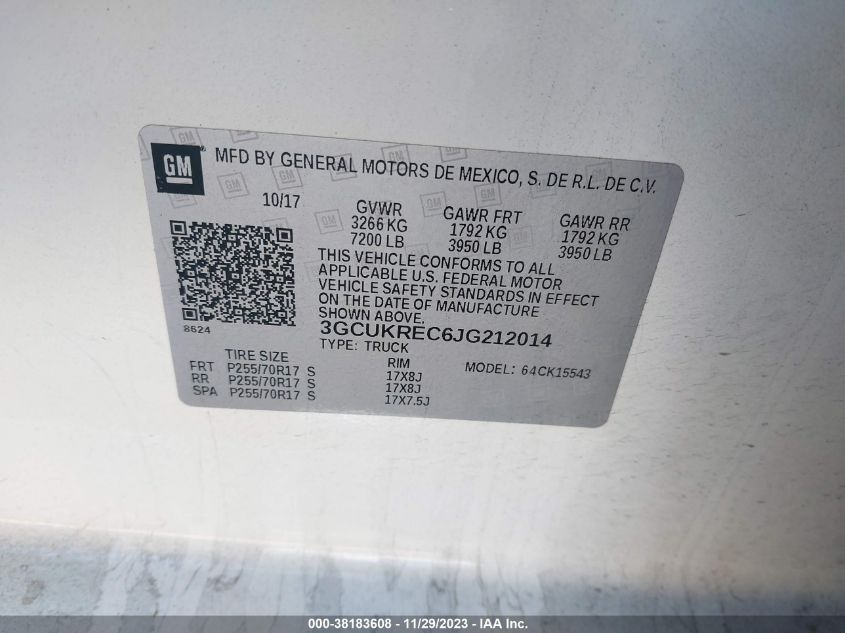 GM
MFD BY GENERAL MOTORS DE MEXICO, S. DE R.L. DE C.V.
10/17
GVWR GAWR FRT GAWR RR
3266 KG 1792 KG 1792 KG
7200 LB 3950 LB 3950 LB
THIS VEHICLE CONFORMS TO ALL
APPLICABLE U.S. FEDERAL MOTOR
VEHICLE SAFETY STANDARDS IN EFFECT
ON THE DATE OF MANUFACTURE
SHOWN ABOVE.
8624
3GCUKREC6JG212014
TYPE: TRUCK
MODEL: 64CK15543
TIRE SIZE RIM
FRT P255/70R17 S 17X8J
RR P255/70R17 S 17X8J
SPA P255/70R17 S 17X7.5J
000-38183608 - 11/29/2023 - IAA Inc.